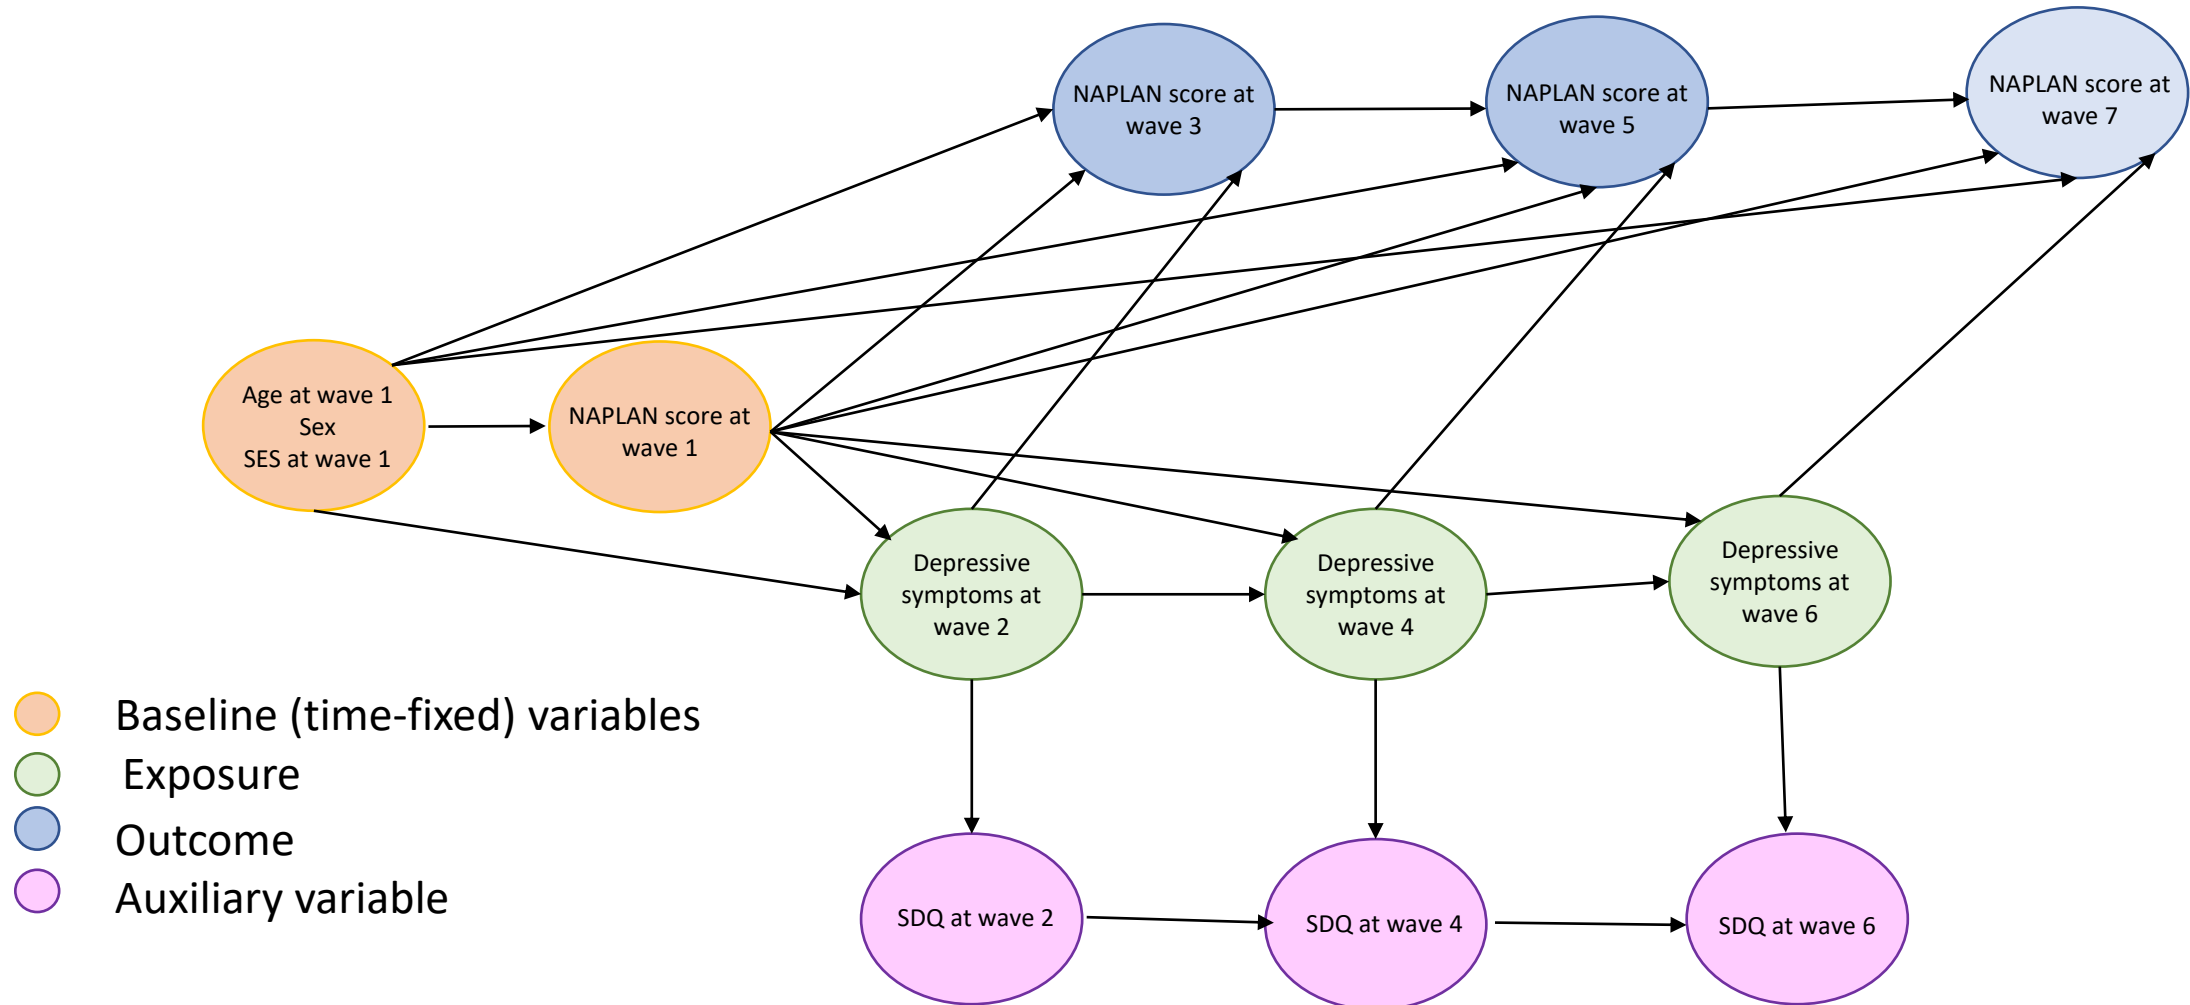 NAPLAN score at
wave 3
NAPLAN score at
wave 5
NAPLAN score at
wave 7
Age at wave 1
Sex
SES at wave 1
NAPLAN score at
wave 1
Depressive
symptoms at
wave 2
Depressive
symptoms at
wave 4
Depressive
symptoms at
wave 6
Baseline (time-fixed) variables
Exposure
Outcome
Auxiliary variable
SDQ at wave 2
SDQ at wave 4
SDQ at wave 6